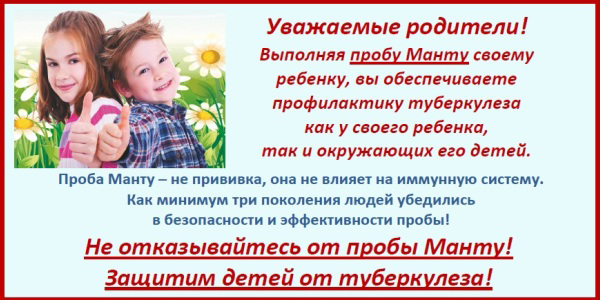 Уважаемые родители!
Выполняя пробу Манту своему
ребенку, вы обеспечиваете
профилактику туберкулеза
как у своего ребенка,
так и окружающих его детей.
Проба Манту – не прививка, она не влияет на иммунную систему.
Как минимум три поколения людей убедились
в безопасности и эффективности пробы!
Не отказывайтесь от пробы Манту!
Защитим детей от туберкулеза!